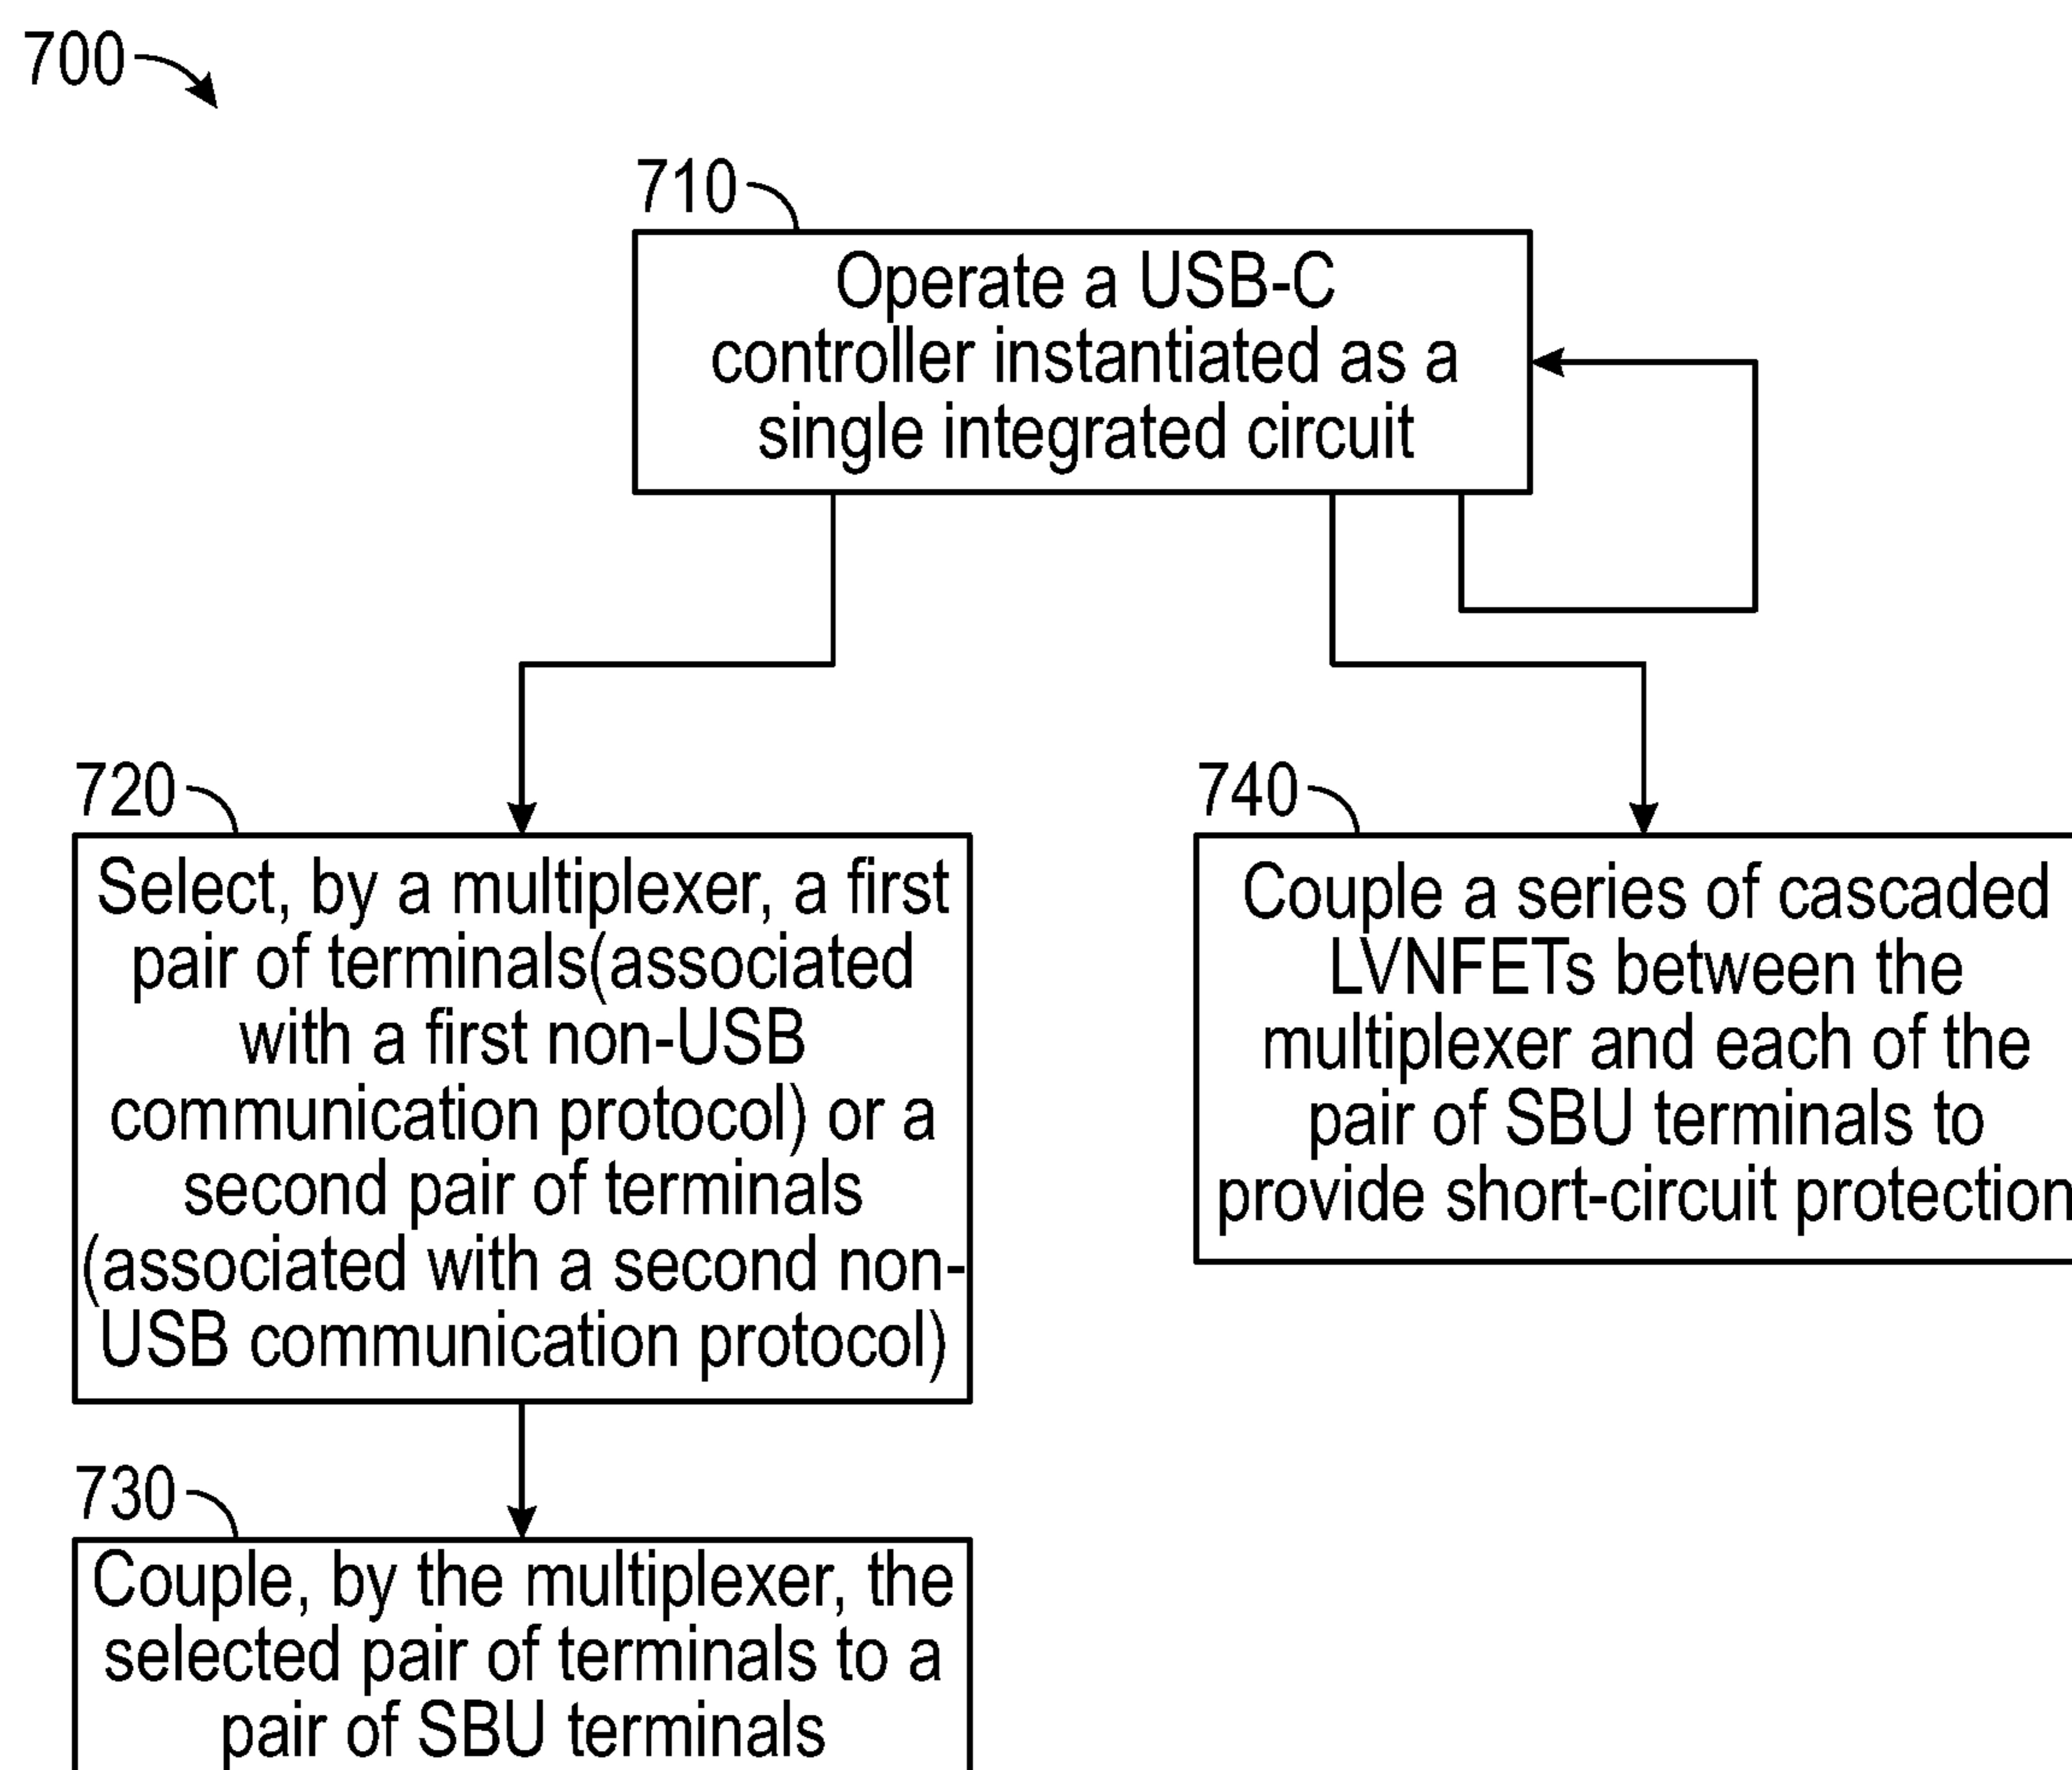 700
710
Operate a USB-C
controller instantiated as a
single integrated circuit
720
Select, by a multiplexer, a first
pair of terminals(associated
with a first non-USB
communication protocol) or a
second pair of terminals
(associated with a second non-
USB communication protocol)
740
Couple a series of cascaded
LVNFETs between the
multiplexer and each of the
pair of SBU terminals to
provide short-circuit protection
730
Couple, by the multiplexer, the
selected pair of terminals to a
pair of SBU terminals